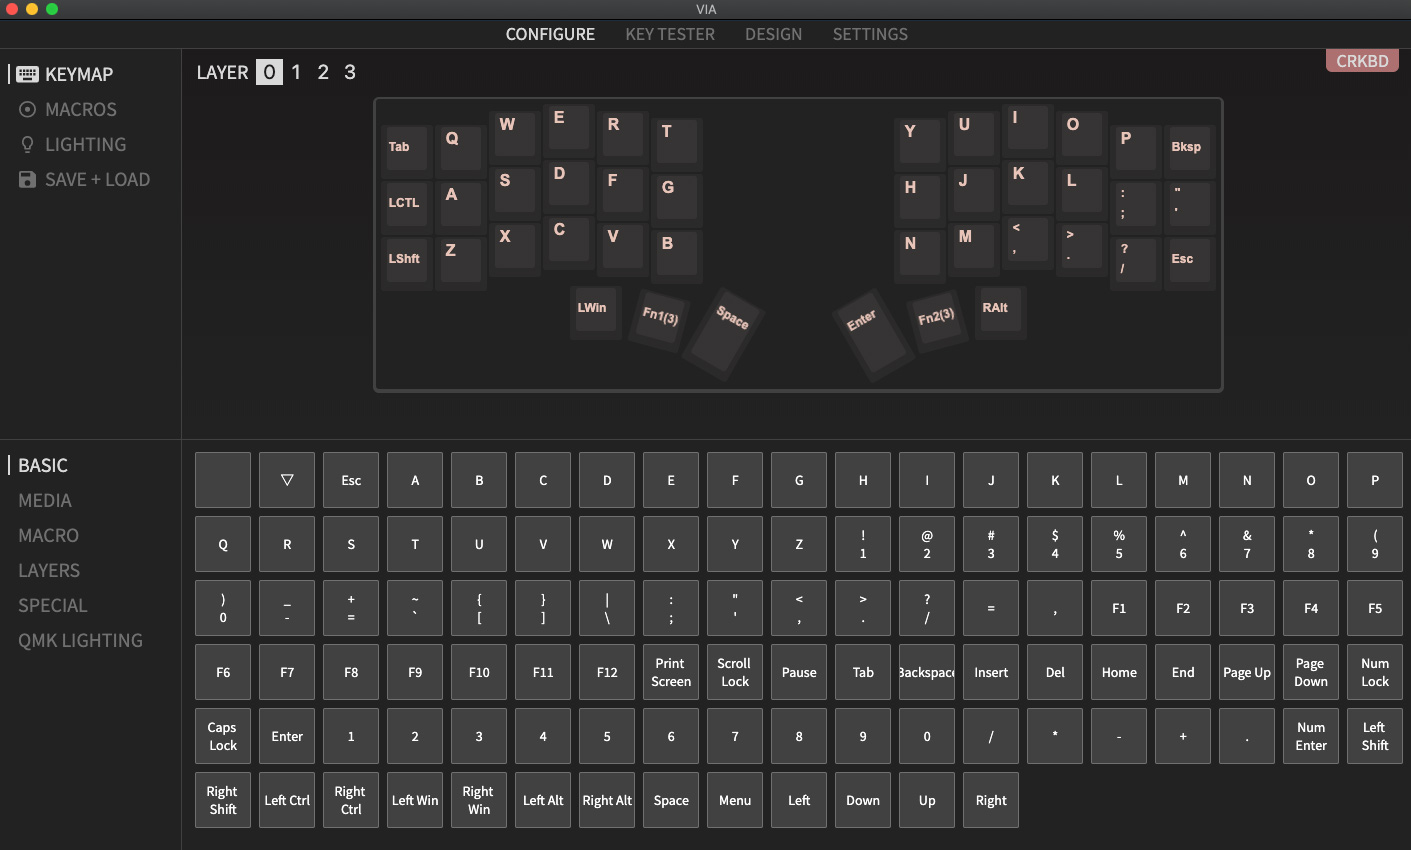 VIA
CONFIGURE KEY TESTER DESIGN SETTINGS
KEYMAP
MACROS
LIGHTING
SAVE + LOAD
LAYER 0 1 2 3
CRKBD
Tab Q W E R T Y U I O P Bksp
LCTL A S D F G H J K L : ; " '
LShft Z X C V B N M < , > . ? / Esc
LWin Fn1(3) Space Enter Fn2(3) RAlt
BASIC
MEDIA
MACRO
LAYERS
SPECIAL
QMK LIGHTING
▽ Esc A B C D E F G H I J K L M N O P
Q R S T U V W X Y Z ! 1 @ 2 # 3 $ 4 % 5 ^ 6 & 7 * 8 ( 9
) 0 _ - + = ~ ` { [ } ] | \ : ; " ' < , > . ? / = , F1 F2 F3 F4 F5
F6 F7 F8 F9 F10 F11 F12 Print Screen Scroll Lock Pause Tab Backspace Insert Del Home End Page Up Page Down Num Lock
Caps Lock Enter 1 2 3 4 5 6 7 8 9 0 / * - + . Num Enter Left Shift
Right Shift Left Ctrl Right Ctrl Left Win Right Win Left Alt Right Alt Space Menu Left Down Up Right